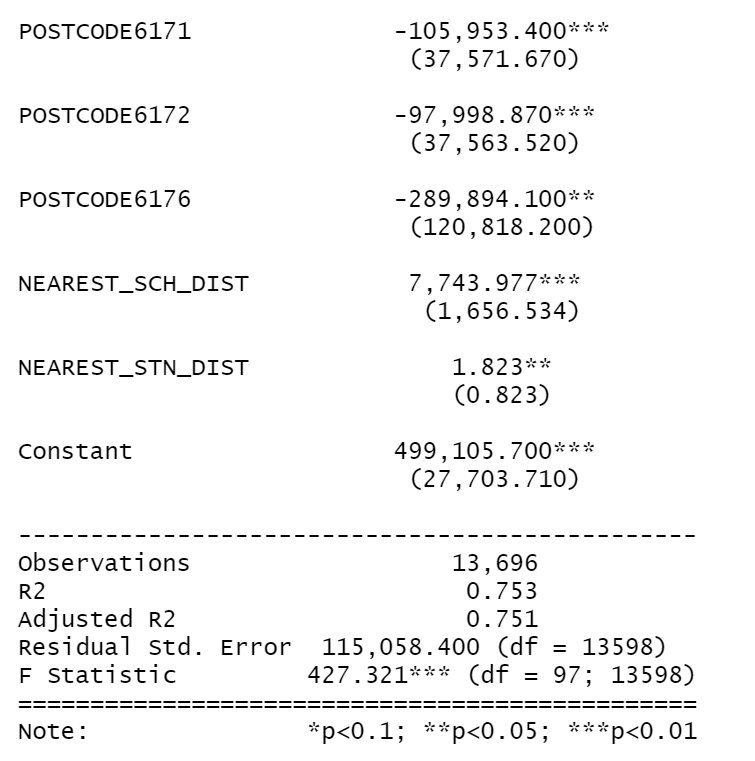 POSTCODE6171 -105,953.400***
(37,571.670)
POSTCODE6172 -97,998.870***
(37,563.520)
POSTCODE6176 -289,894.100**
(120,818.200)
NEAREST_SCH_DIST 7,743.977***
(1,656.534)
NEAREST_STN_DIST 1.823**
(0.823)
Constant 499,105.700***
(27,703.710)
------------------------------------------------
Observations 13,696
R2 0.753
Adjusted R2 0.751
Residual Std. Error 115,058.400 (df = 13598)
F Statistic 427.321*** (df = 97; 13598)
================================================
Note: *p<0.1; **p<0.05; ***p<0.01